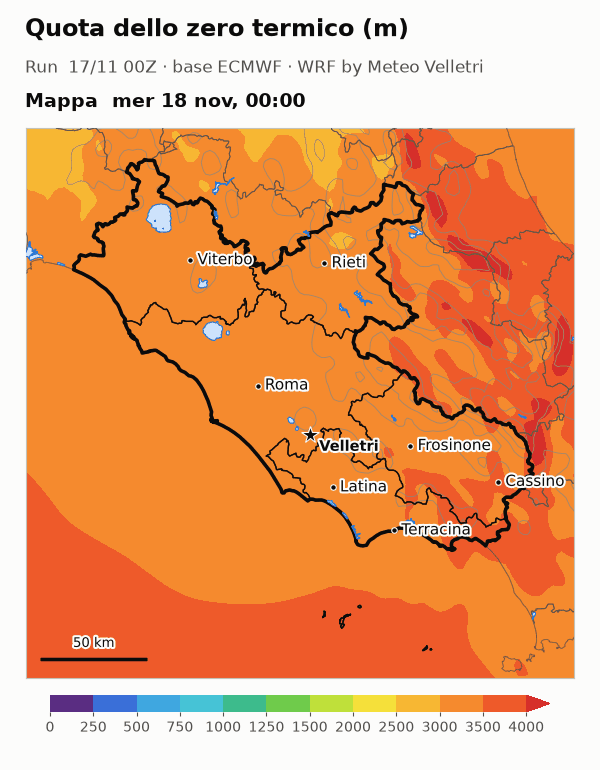 Quota dello zero termico (m)
Run  17/11 00Z · base ECMWF · WRF by Meteo Velletri
Mappa  mer 18 nov, 00:00
Viterbo
Rieti
Roma
Velletri
Frosinone
Latina
Cassino
Terracina
50 km
0 250 500 750 1000 1250 1500 2000 2500 3000 3500 4000